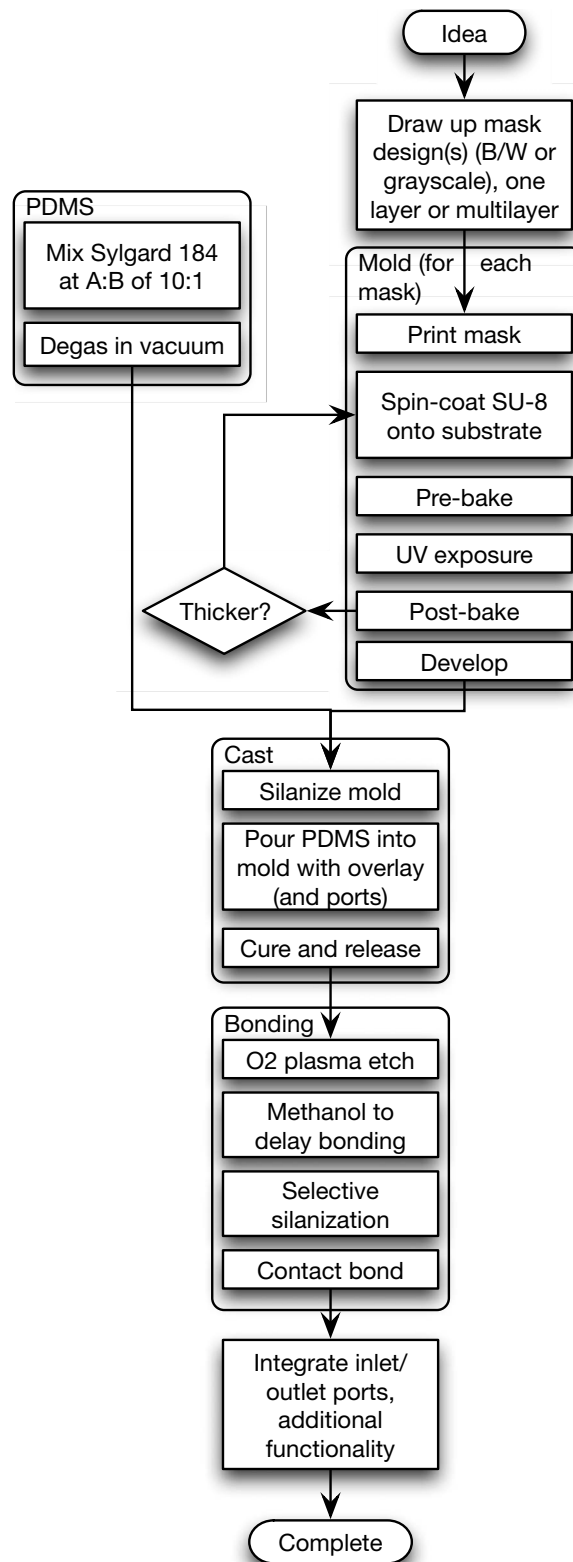 Idea
Draw up mask
design(s) (B/W or
grayscale), one
layer or multilayer
PDMS
Mix Sylgard 184
at A:B of 10:1
Degas in vacuum
Mold (for each
mask)
Print mask
Spin-coat SU-8
onto substrate
Pre-bake
UV exposure
Thicker?
Post-bake
Develop
Cast
Silanize mold
Pour PDMS into
mold with overlay
(and ports)
Cure and release
Bonding
O2 plasma etch
Methanol to
delay bonding
Selective
silanization
Contact bond
Integrate inlet/
outlet ports,
additional
functionality
Complete